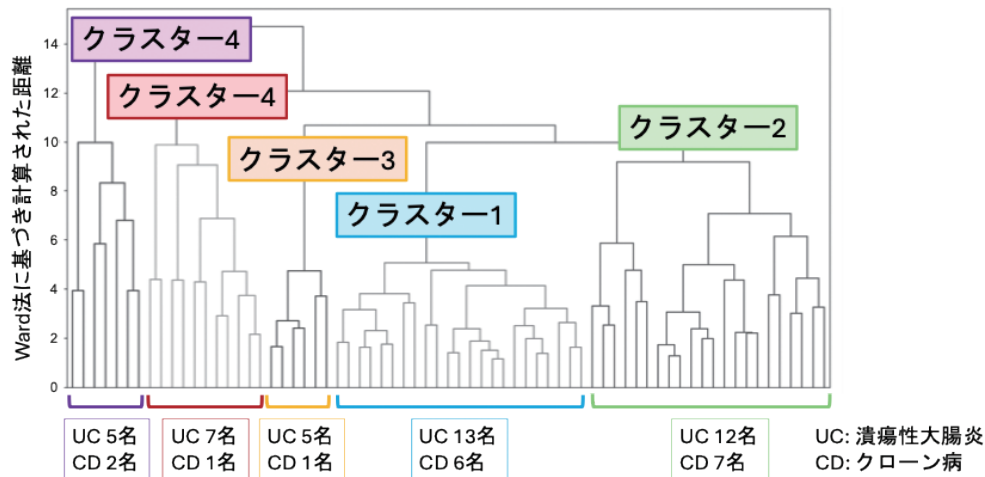 クラスター4
クラスター4
クラスター3
クラスター2
クラスター1
Ward法に基づき計算された距離
14
12
10
8
6
4
2
0
UC 5名
CD 2名
UC 7名
CD 1名
UC 5名
CD 1名
UC 13名
CD 6名
UC 12名
CD 7名
UC: 潰瘍性大腸炎
CD: クローン病